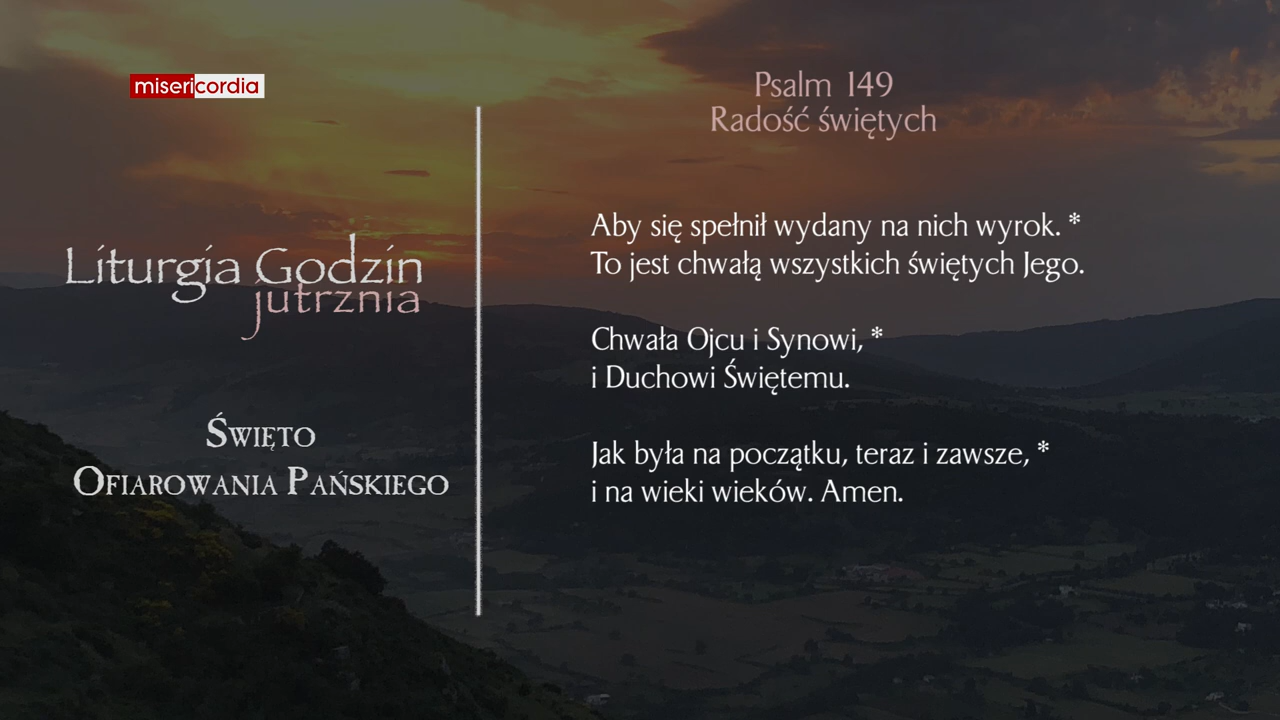 misericordia
Liturgia Godzin
jutrznia
Święto
Ofiarowania Pańskiego
Psalm 149
Radość świętych
Aby się spełnił wydany na nich wyrok. *
To jest chwałą wszystkich świętych Jego.
Chwała Ojcu i Synowi, *
i Duchowi Świętemu.
Jak była na początku, teraz i zawsze, *
i na wieki wieków. Amen.